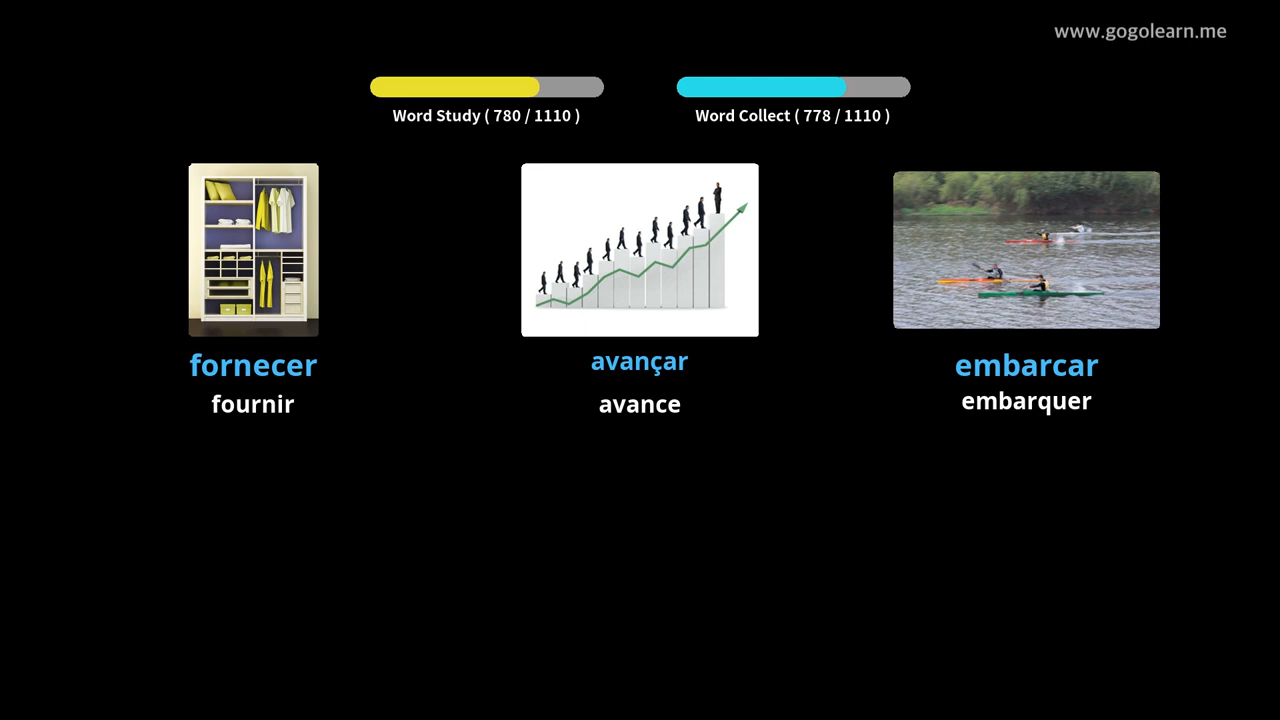 www.gogolearn.me
Word Study ( 780 / 1110 )
Word Collect ( 778 / 1110 )
fornecer
fournir
avançar
avance
embarcar
embarquer